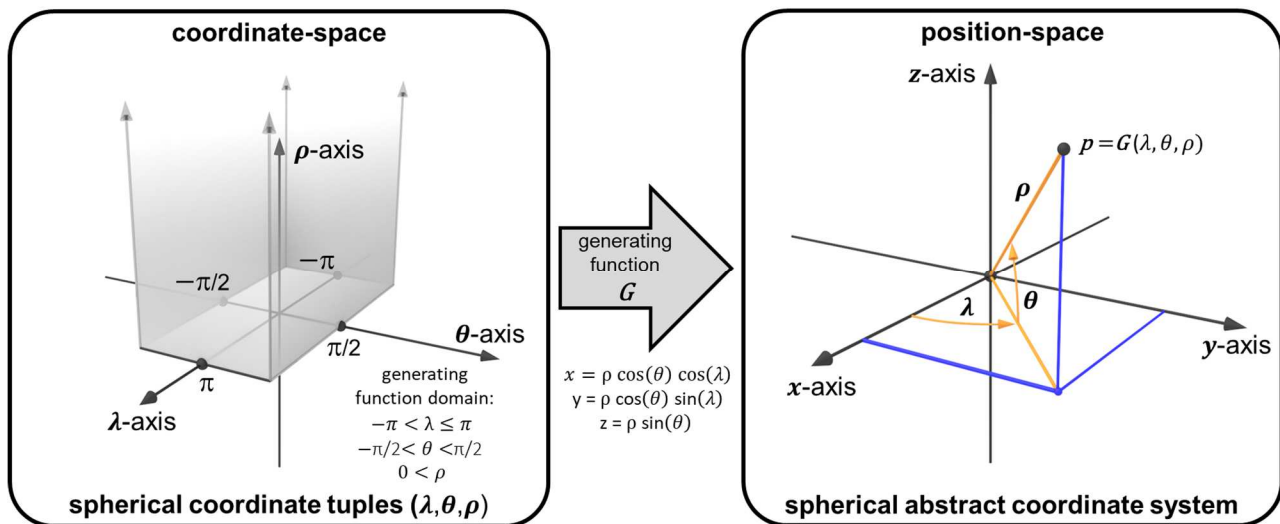 coordinate-space
ρ-axis
−π
−π/2
θ-axis
π/2
π
λ-axis
generating
function domain:
−π < λ ≤ π
−π/2< θ <π/2
0 < ρ
spherical coordinate tuples (λ,θ,ρ)
generating
function
G
x = ρ cos(θ) cos(λ)
y = ρ cos(θ) sin(λ)
z = ρ sin(θ)
position-space
z-axis
p=G(λ,θ,ρ)
ρ
λ
θ
x-axis
y-axis
spherical abstract coordinate system